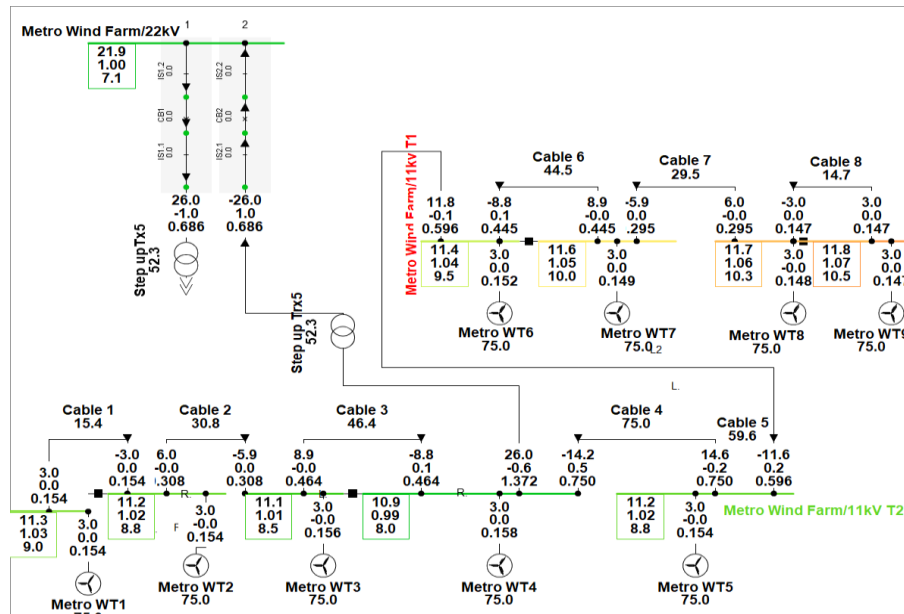 1 2
Metro Wind Farm/22kV
21.9
1.00
7.1
IS1.2
0.0
IS2.2
0.0
CB1
0.0
CB2
0.0
IS1.1
0.0
IS2.1
0.0
26.0 -26.0
-1.0 1.0
0.686 0.686
Step upTx5
52.3
Step up Trx5
52.3
Metro Wind Farm/11kv T1
Cable 6
44.5
Cable 7
29.5
Cable 8
14.7
11.8 -8.8 8.9 -5.9 6.0 -3.0 3.0
-0.1 0.1 -0.0 0.0 -0.0 0.0 0.0
0.596 0.445 0.445 .295 0.295 0.147 0.147
11.4
1.04
9.5
3.0
0.0
0.152
11.6
1.05
10.0
3.0
0.0
0.149
11.7
1.06
10.3
3.0
-0.0
0.148
11.8
1.07
10.5
3.0
0.0
0.147
Metro WT6
75.0
Metro WT7
75.0
L2
Metro WT8
75.0
Metro WT9
75.0
L.
Cable 1
15.4
Cable 2
30.8
Cable 3
46.4
Cable 4
75.0
Cable 5
59.6
3.0
0.0
0.154
-3.0 6.0 -5.9 8.9 -8.8 26.0 -14.2 14.6 -11.6
0.0 -0.0 0.0 -0.0 0.1 -0.6 0.5 -0.2 0.2
0.154 0.308 0.308 0.464 0.464 1.372 0.750 0.750 0.596
R.
R.
F
11.3
1.03
9.0
3.0
0.0
0.154
11.2
1.02
8.8
3.0
-0.0
0.154
11.1
1.01
8.5
3.0
-0.0
0.156
10.9
0.99
8.0
3.0
0.0
0.158
11.2
1.02
8.8
3.0
-0.0
0.154
Metro Wind Farm/11kV T2
Metro WT1
75.0
Metro WT2
75.0
Metro WT3
75.0
Metro WT4
75.0
Metro WT5
75.0